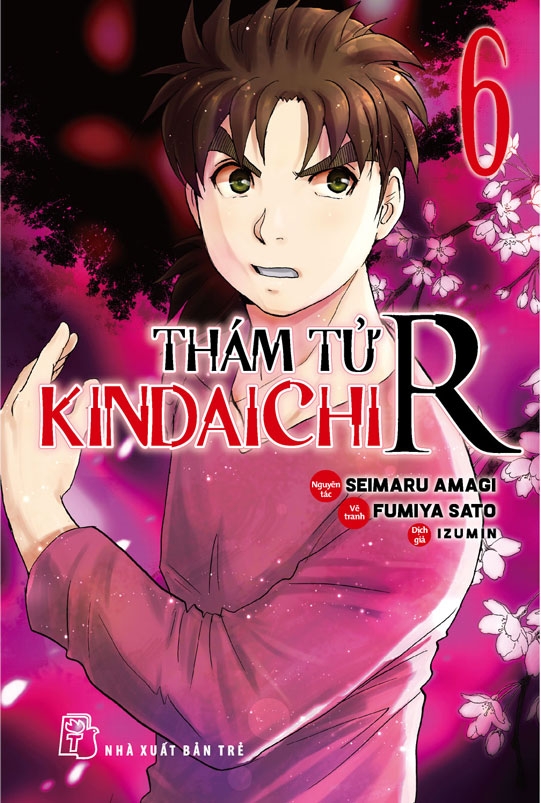 6
THÁM TỬ
KINDAICHI R
Nguyên tác SEIMARU AMAGI
Vẽ tranh FUMIYA SATO
Dịch giả IZUMIN
NHÀ XUẤT BẢN TRẺ